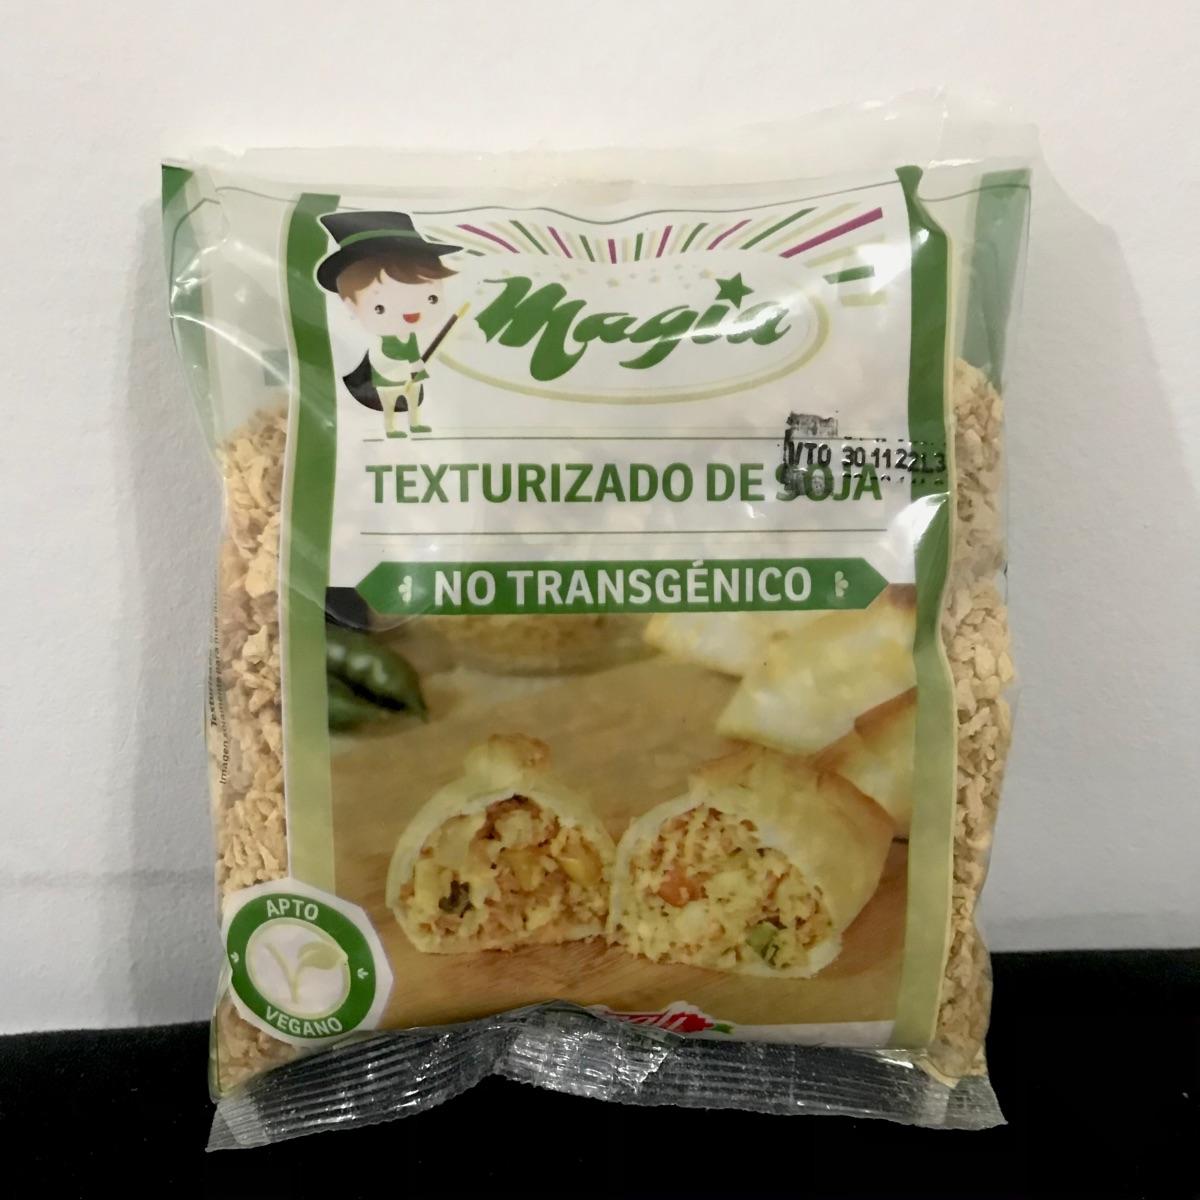 Magia
VTO 30 11 22 L3
TEXTURIZADO DE SOJA
NO TRANSGÉNICO
APTO
VEGANO